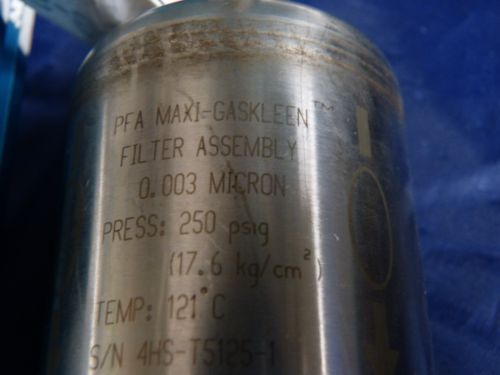 PFA MAXI-GASKLEEN™
FILTER ASSEMBLY
0.003 MICRON
PRESS: 250 psig
(17.6 kg/cm²)
TEMP: 121°C
S/N 4HS-T5125-1